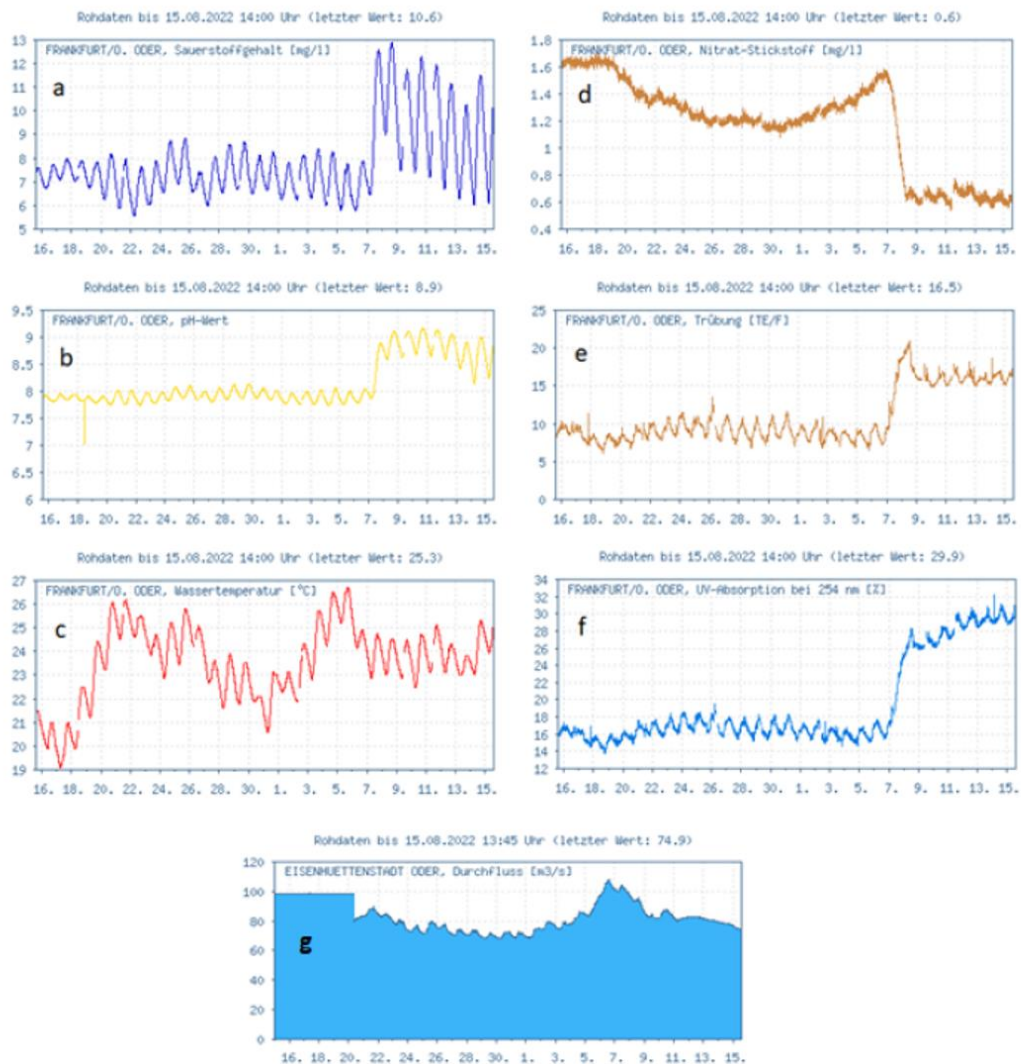 Rohdaten bis 15.08.2022 14:00 Uhr (letzter Wert: 10.6)
FRANKFURT/O. ODER, Sauerstoffgehalt [mg/l]
a
13
12
11
10
9
8
7
6
5
16. 18. 20. 22. 24. 26. 28. 30. 1. 3. 5. 7. 9. 11. 13. 15.
Rohdaten bis 15.08.2022 14:00 Uhr (letzter Wert: 0.6)
FRANKFURT/O. ODER, Nitrat-Stickstoff [mg/l]
d
1.8
1.6
1.4
1.2
1
0.8
0.6
0.4
16. 18. 20. 22. 24. 26. 28. 30. 1. 3. 5. 7. 9. 11. 13. 15.
Rohdaten bis 15.08.2022 14:00 Uhr (letzter Wert: 8.9)
FRANKFURT/O. ODER, pH-Wert
b
9.5
9
8.5
8
7.5
7
6.5
6
16. 18. 20. 22. 24. 26. 28. 30. 1. 3. 5. 7. 9. 11. 13. 15.
Rohdaten bis 15.08.2022 14:00 Uhr (letzter Wert: 16.5)
FRANKFURT/O. ODER, Trübung [TE/F]
e
25
20
15
10
5
0
16. 18. 20. 22. 24. 26. 28. 30. 1. 3. 5. 7. 9. 11. 13. 15.
Rohdaten bis 15.08.2022 14:00 Uhr (letzter Wert: 25.3)
FRANKFURT/O. ODER, Wassertemperatur [°C]
c
27
26
25
24
23
22
21
20
19
16. 18. 20. 22. 24. 26. 28. 30. 1. 3. 5. 7. 9. 11. 13. 15.
Rohdaten bis 15.08.2022 14:00 Uhr (letzter Wert: 29.9)
FRANKFURT/O. ODER, UV-Absorption bei 254 nm [%]
f
34
32
30
28
26
24
22
20
18
16
14
12
16. 18. 20. 22. 24. 26. 28. 30. 1. 3. 5. 7. 9. 11. 13. 15.
Rohdaten bis 15.08.2022 13:45 Uhr (letzter Wert: 74.9)
EISENHUETTENSTADT ODER, Durchfluss [m3/s]
g
120
100
80
60
40
20
0
16. 18. 20. 22. 24. 26. 28. 30. 1. 3. 5. 7. 9. 11. 13. 15.